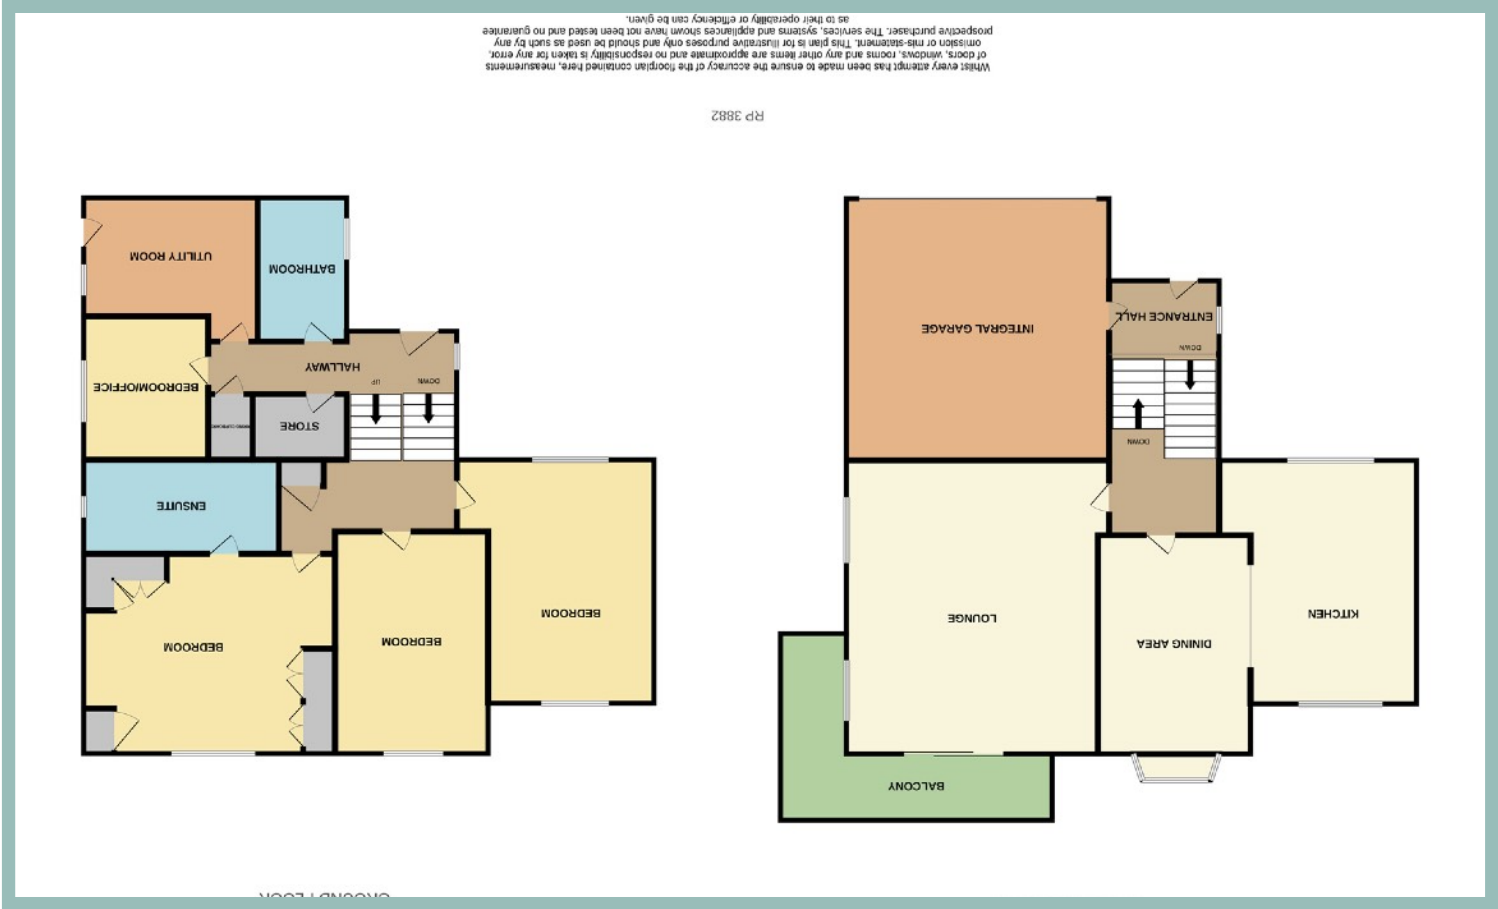 GROUND FLOOR
BALCONY
DINING AREA
LOUNGE
KITCHEN
DOWN
DOWN
ENTRANCE HALL
INTEGRAL GARAGE
BEDROOM
BEDROOM
BEDROOM
ENSUITE
STORE
CUPBOARD
BEDROOM/OFFICE
DOWN
UP
HALLWAY
BATHROOM
UTILITY ROOM
RP 3882
Whilst every attempt has been made to ensure the accuracy of the floorplan contained here, measurements
of doors, windows, rooms and any other items are approximate and no responsibility is taken for any error,
omission or mis-statement. This plan is for illustrative purposes only and should be used as such by any
prospective purchaser. The services, systems and appliances shown have not been tested and no guarantee
as to their operability or efficiency can be given.